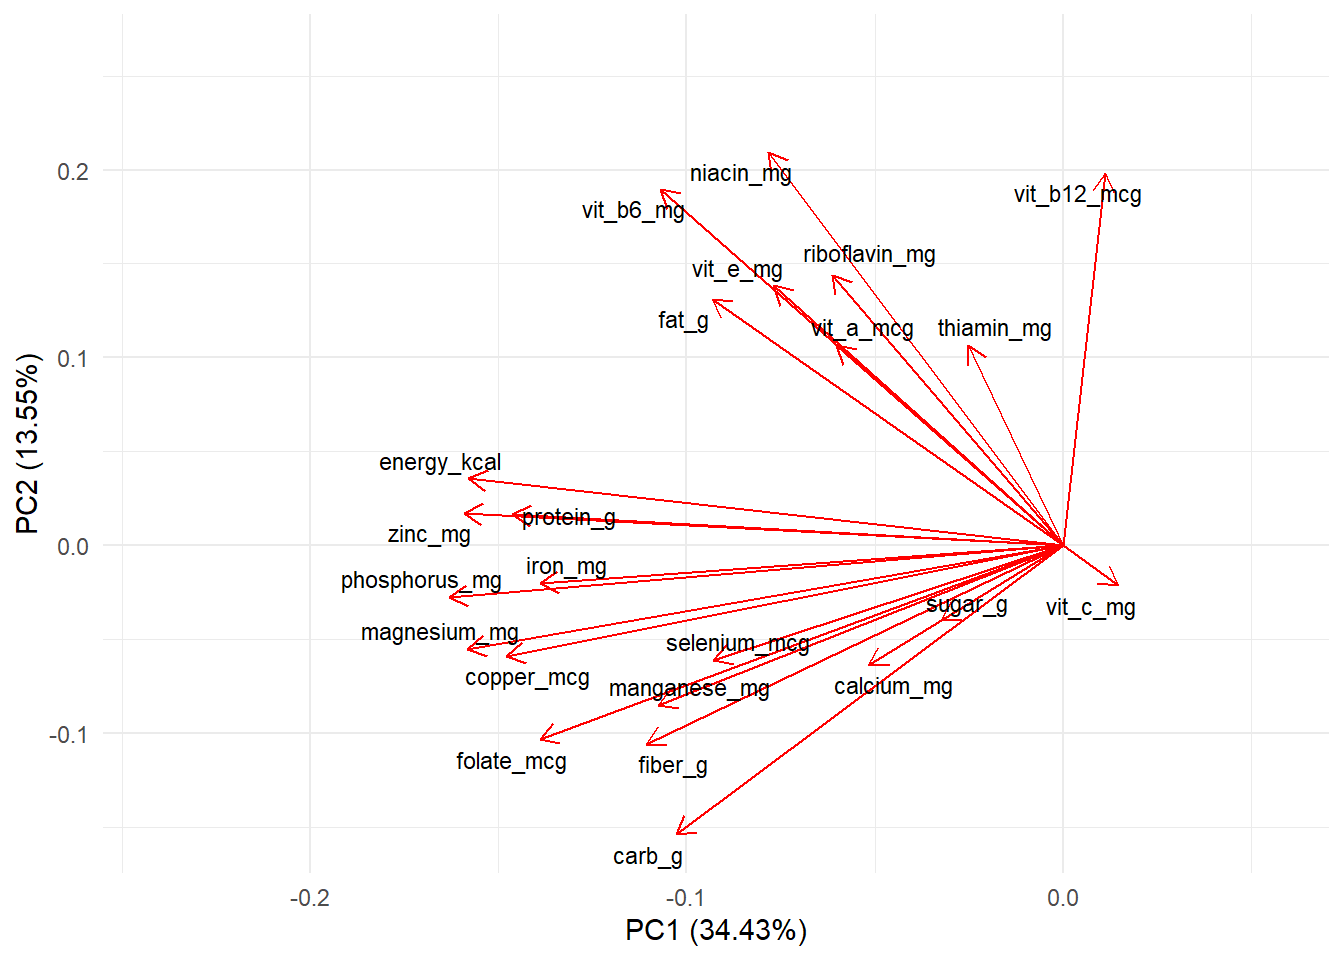 niacin_mg
vit_b6_mg
vit_b12_mcg
riboflavin_mg
vit_e_mg
fat_g
vit_a_mcg
thiamin_mg
energy_kcal
protein_g
zinc_mg
iron_mg
phosphorus_mg
sugar_g
vit_c_mg
magnesium_mg
selenium_mcg
copper_mcg
manganese_mg
calcium_mg
folate_mcg
fiber_g
carb_g
0.2
0.1
0.0
-0.1
PC2 (13.55%)
-0.2
-0.1
0.0
PC1 (34.43%)